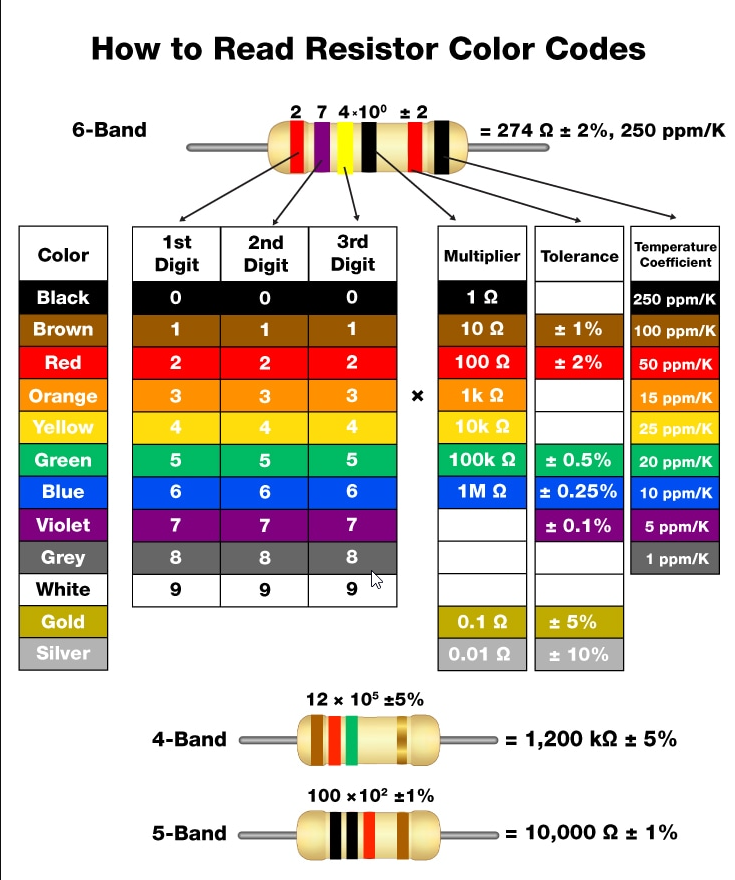 How to Read Resistor Color Codes
2 7 4 ×10⁰ ± 2
6-Band
= 274 Ω ± 2%, 250 ppm/K
Color 1st Digit 2nd Digit 3rd Digit Multiplier Tolerance Temperature Coefficient
Black 0 0 0 1 Ω 250 ppm/K
Brown 1 1 1 10 Ω ± 1% 100 ppm/K
Red 2 2 2 100 Ω ± 2% 50 ppm/K
Orange 3 3 3 × 1k Ω 15 ppm/K
Yellow 4 4 4 10k Ω 25 ppm/K
Green 5 5 5 100k Ω ± 0.5% 20 ppm/K
Blue 6 6 6 1M Ω ± 0.25% 10 ppm/K
Violet 7 7 7 ± 0.1% 5 ppm/K
Grey 8 8 8 1 ppm/K
White 9 9 9
Gold 0.1 Ω ± 5%
Silver 0.01 Ω ± 10%
12 × 10⁵ ±5%
4-Band = 1,200 kΩ ± 5%
100 ×10² ±1%
5-Band = 10,000 Ω ± 1%